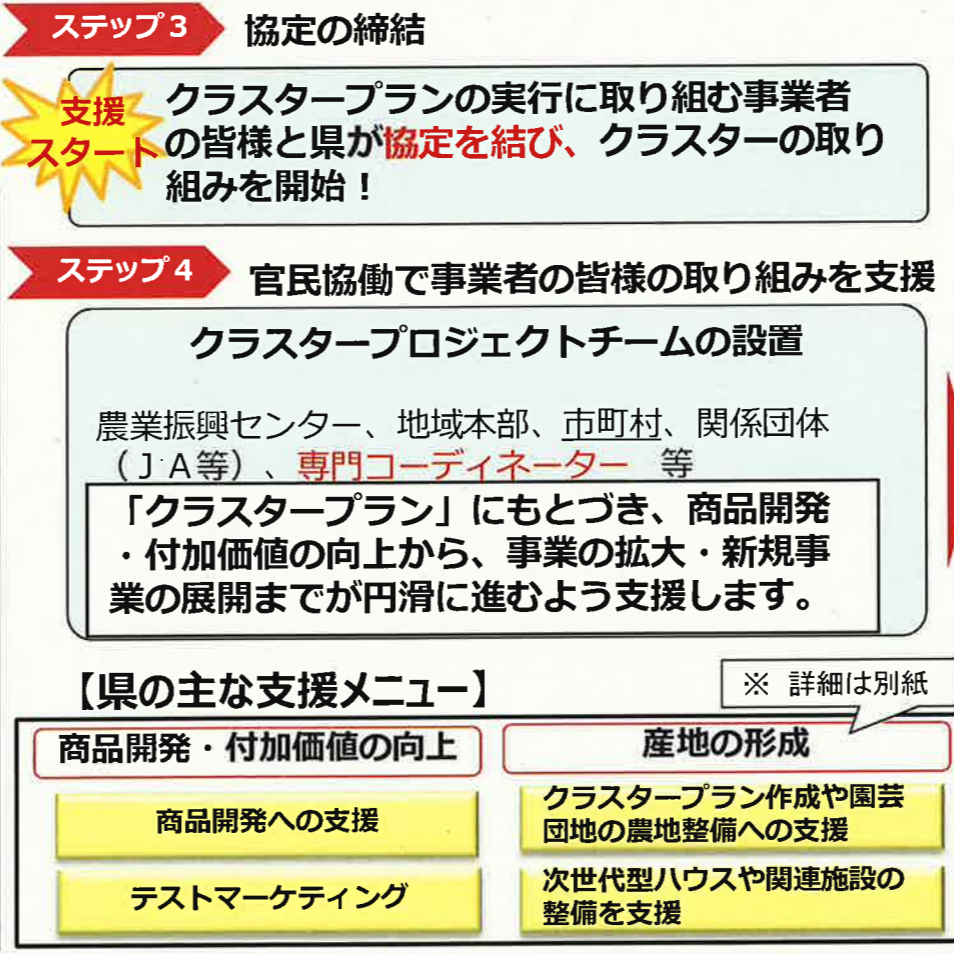 ステップ3
協定の締結
支援
スタート
クラスタープランの実行に取り組む事業者
の皆様と県が協定を結び、クラスターの取り
組みを開始！
ステップ4
官民協働で事業者の皆様の取り組みを支援
クラスタープロジェクトチームの設置
農業振興センター、地域本部、市町村、関係団体
（ＪＡ等）、専門コーディネーター　等
「クラスタープラン」にもとづき、商品開発
・付加価値の向上から、事業の拡大・新規事
業の展開までが円滑に進むよう支援します。
【県の主な支援メニュー】
※　詳細は別紙
商品開発・付加価値の向上
産地の形成
商品開発への支援
クラスタープラン作成や園芸
団地の農地整備への支援
テストマーケティング
次世代型ハウスや関連施設の
整備を支援